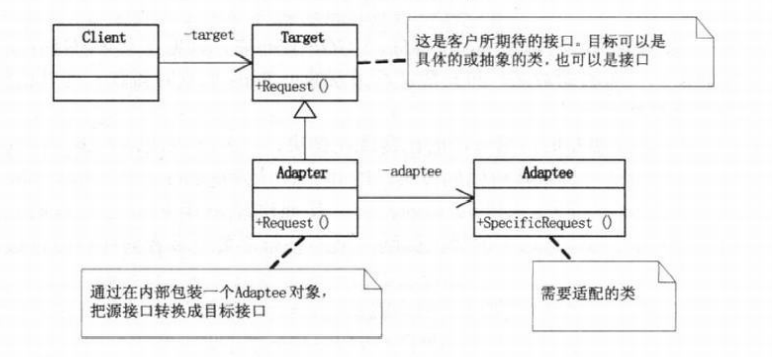 Client
-target
Target
+Request()
这是客户所期待的接口。目标可以是
具体的或抽象的类，也可以是接口
Adapter
+Request()
-adaptee
Adaptee
+SpecificRequest ()
通过在内部包装一个Adaptee对象，
把源接口转换成目标接口
需要适配的类